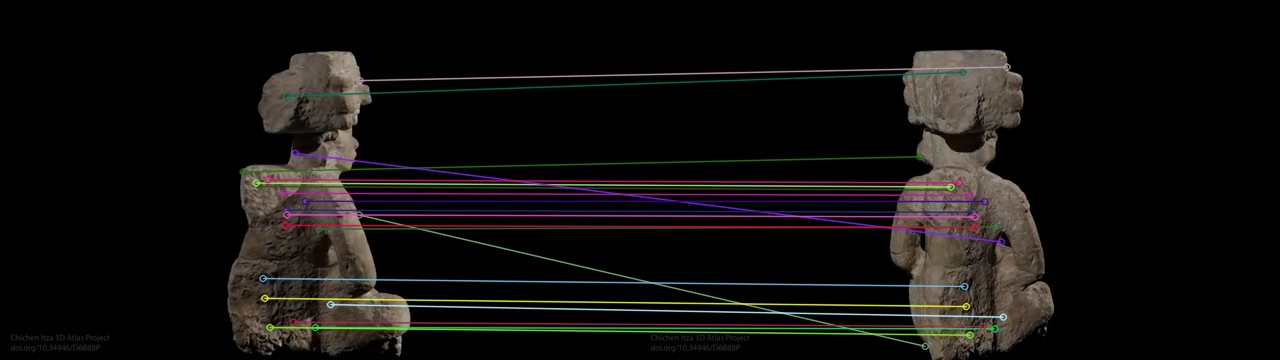 Chichen Itza 3D Atlas Project
doi.org/10.34946/D6B88P
Chichen Itza 3D Atlas Project
doi.org/10.34946/D6B88P